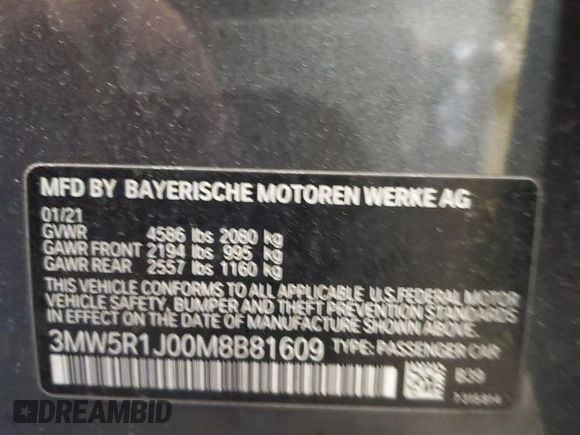 MFD BY BAYERISCHE MOTOREN WERKE AG
01/21
GVWR 4586 lbs 2080 kg
GAWR FRONT 2194 lbs 995 kg
GAWR REAR 2557 lbs 1160 kg
THIS VEHICLE CONFORMS TO ALL APPLICABLE U.S.FEDERAL MOTOR
VEHICLE SAFETY, BUMPER AND THEFT PREVENTION STANDARDS
IN EFFECT ON THE DATE OF MANUFACTURE SHOWN ABOVE.
3MW5R1J00M8B81609 TYPE: PASSENGER CAR
B39
DREAMBID